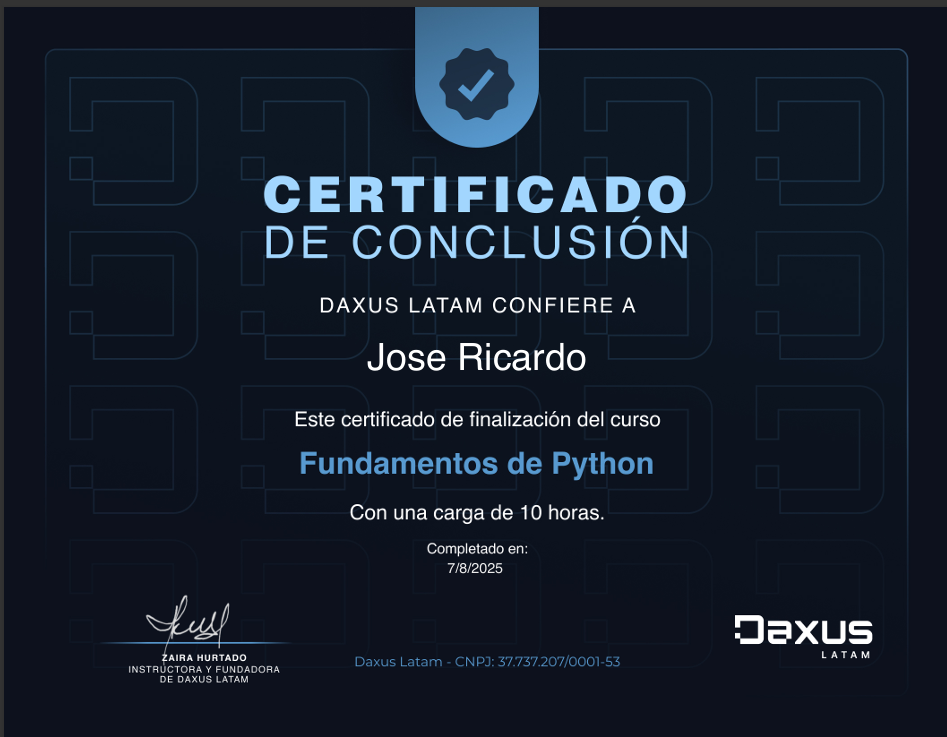 CERTIFICADO
DE CONCLUSIÓN
DAXUS LATAM CONFIERE A
Jose Ricardo
Este certificado de finalización del curso
Fundamentos de Python
Con una carga de 10 horas.
Completado en:
7/8/2025
ZAIRA HURTADO
INSTRUCTORA Y FUNDADORA
DE DAXUS LATAM
Daxus Latam - CNPJ: 37.737.207/0001-53
Daxus
LATAM